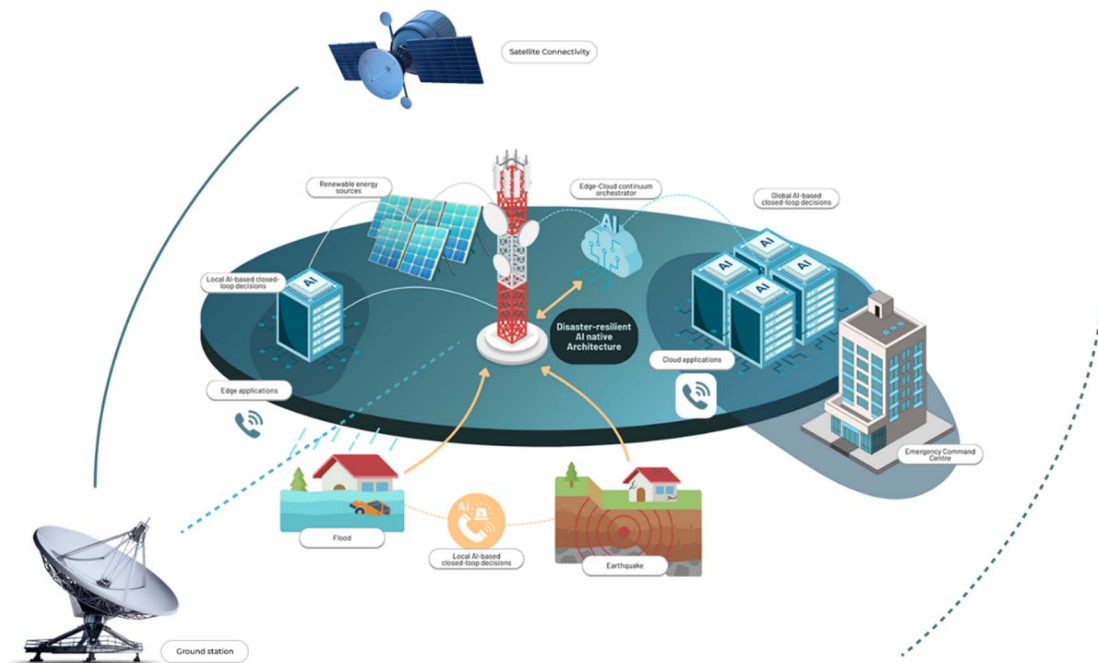 Satellite Connectivity
Renewable energy
sources
Edge-Cloud continuum
orchestrator
Global AI-based
closed-loop decisions
AI
AI
AI
AI
AI
Local AI-based closed-
loop decisions
AI
Disaster-resilient
AI native
Architecture
Cloud applications
Edge applications
Emergency Command
Centre
AI
Flood
Local AI-based
closed-loop decisions
Earthquake
Ground station